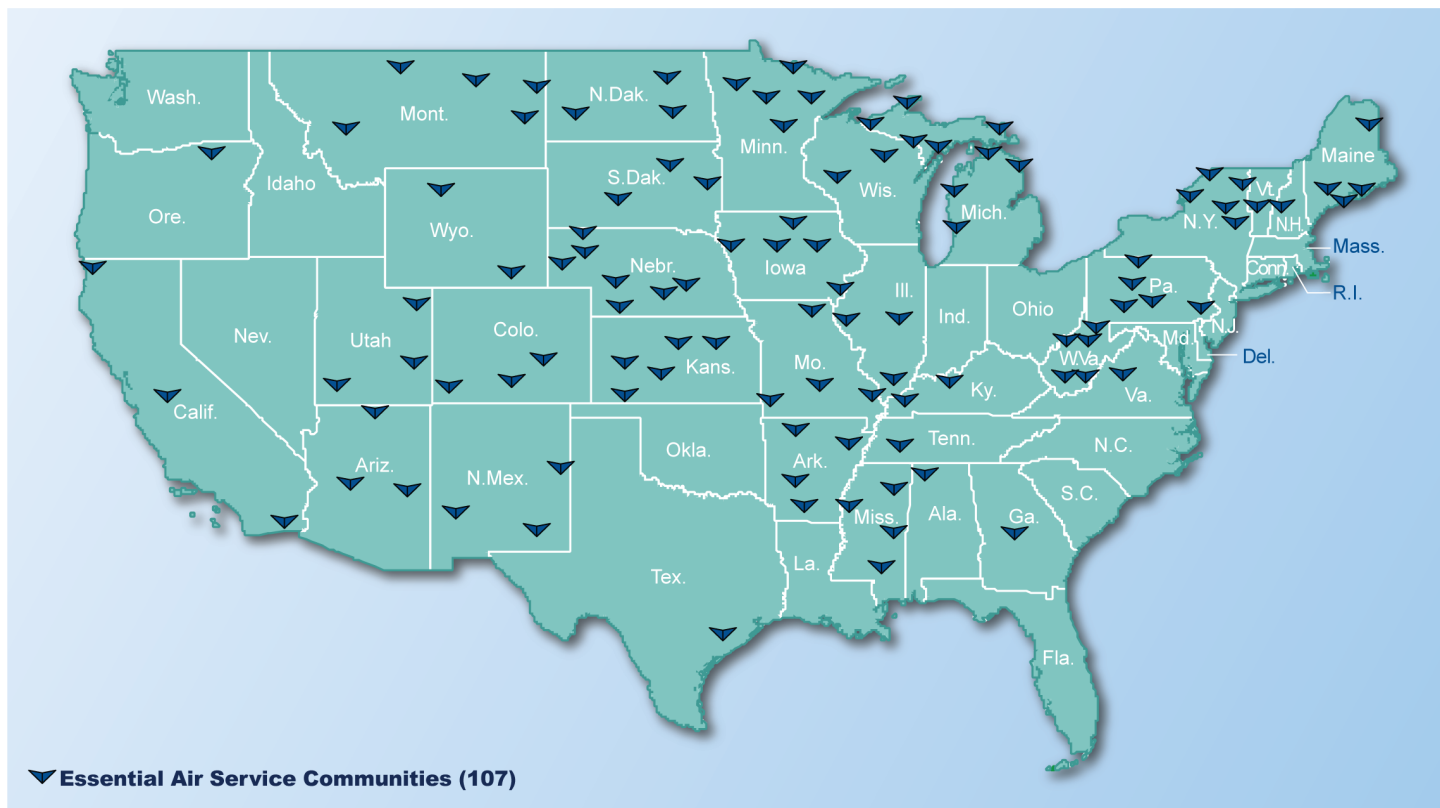 Wash.
Mont.
N.Dak.
Minn.
Maine
Ore.
Idaho
S.Dak.
Wis.
Mich.
Vt.
N.Y.
N.H.
Wyo.
Mass.
Nebr.
Iowa
Conn.
R.I.
Nev.
Utah
Colo.
Ill.
Ind.
Ohio
Pa.
N.J.
Md.
Del.
Calif.
Kans.
Mo.
Ky.
W.Va.
Va.
Ariz.
N.Mex.
Okla.
Ark.
Tenn.
N.C.
S.C.
Tex.
La.
Miss.
Ala.
Ga.
Fla.
Essential Air Service Communities (107)